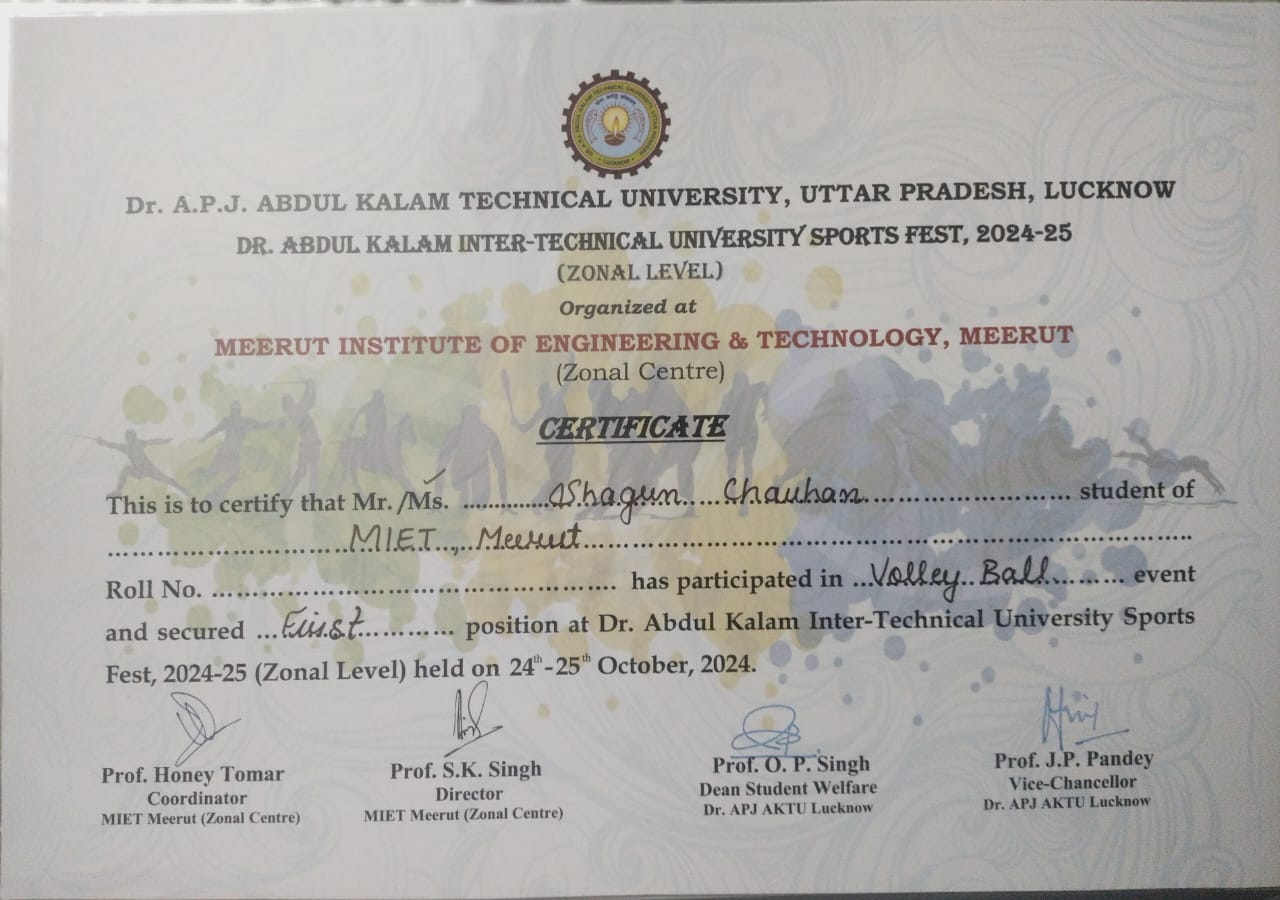 Dr. A.P.J. ABDUL KALAM TECHNICAL UNIVERSITY, UTTAR PRADESH, LUCKNOW
DR. ABDUL KALAM INTER-TECHNICAL UNIVERSITY SPORTS FEST, 2024-25
(ZONAL LEVEL)
Organized at
MEERUT INSTITUTE OF ENGINEERING & TECHNOLOGY, MEERUT
(Zonal Centre)
CERTIFICATE
This is to certify that Mr. /Ms. ..............Shagun.....Chauhan................................ student of
..............................MIET.,..Meerut..........................................................................
Roll No. .................................................... has participated in ...Volley..Ball......... event
and secured ...First............ position at Dr. Abdul Kalam Inter-Technical University Sports
Fest, 2024-25 (Zonal Level) held on 24th-25th October, 2024.
Prof. Honey Tomar
Coordinator
MIET Meerut (Zonal Centre)
Prof. S.K. Singh
Director
MIET Meerut (Zonal Centre)
Prof. O. P. Singh
Dean Student Welfare
Dr. APJ AKTU Lucknow
Prof. J.P. Pandey
Vice-Chancellor
Dr. APJ AKTU Lucknow